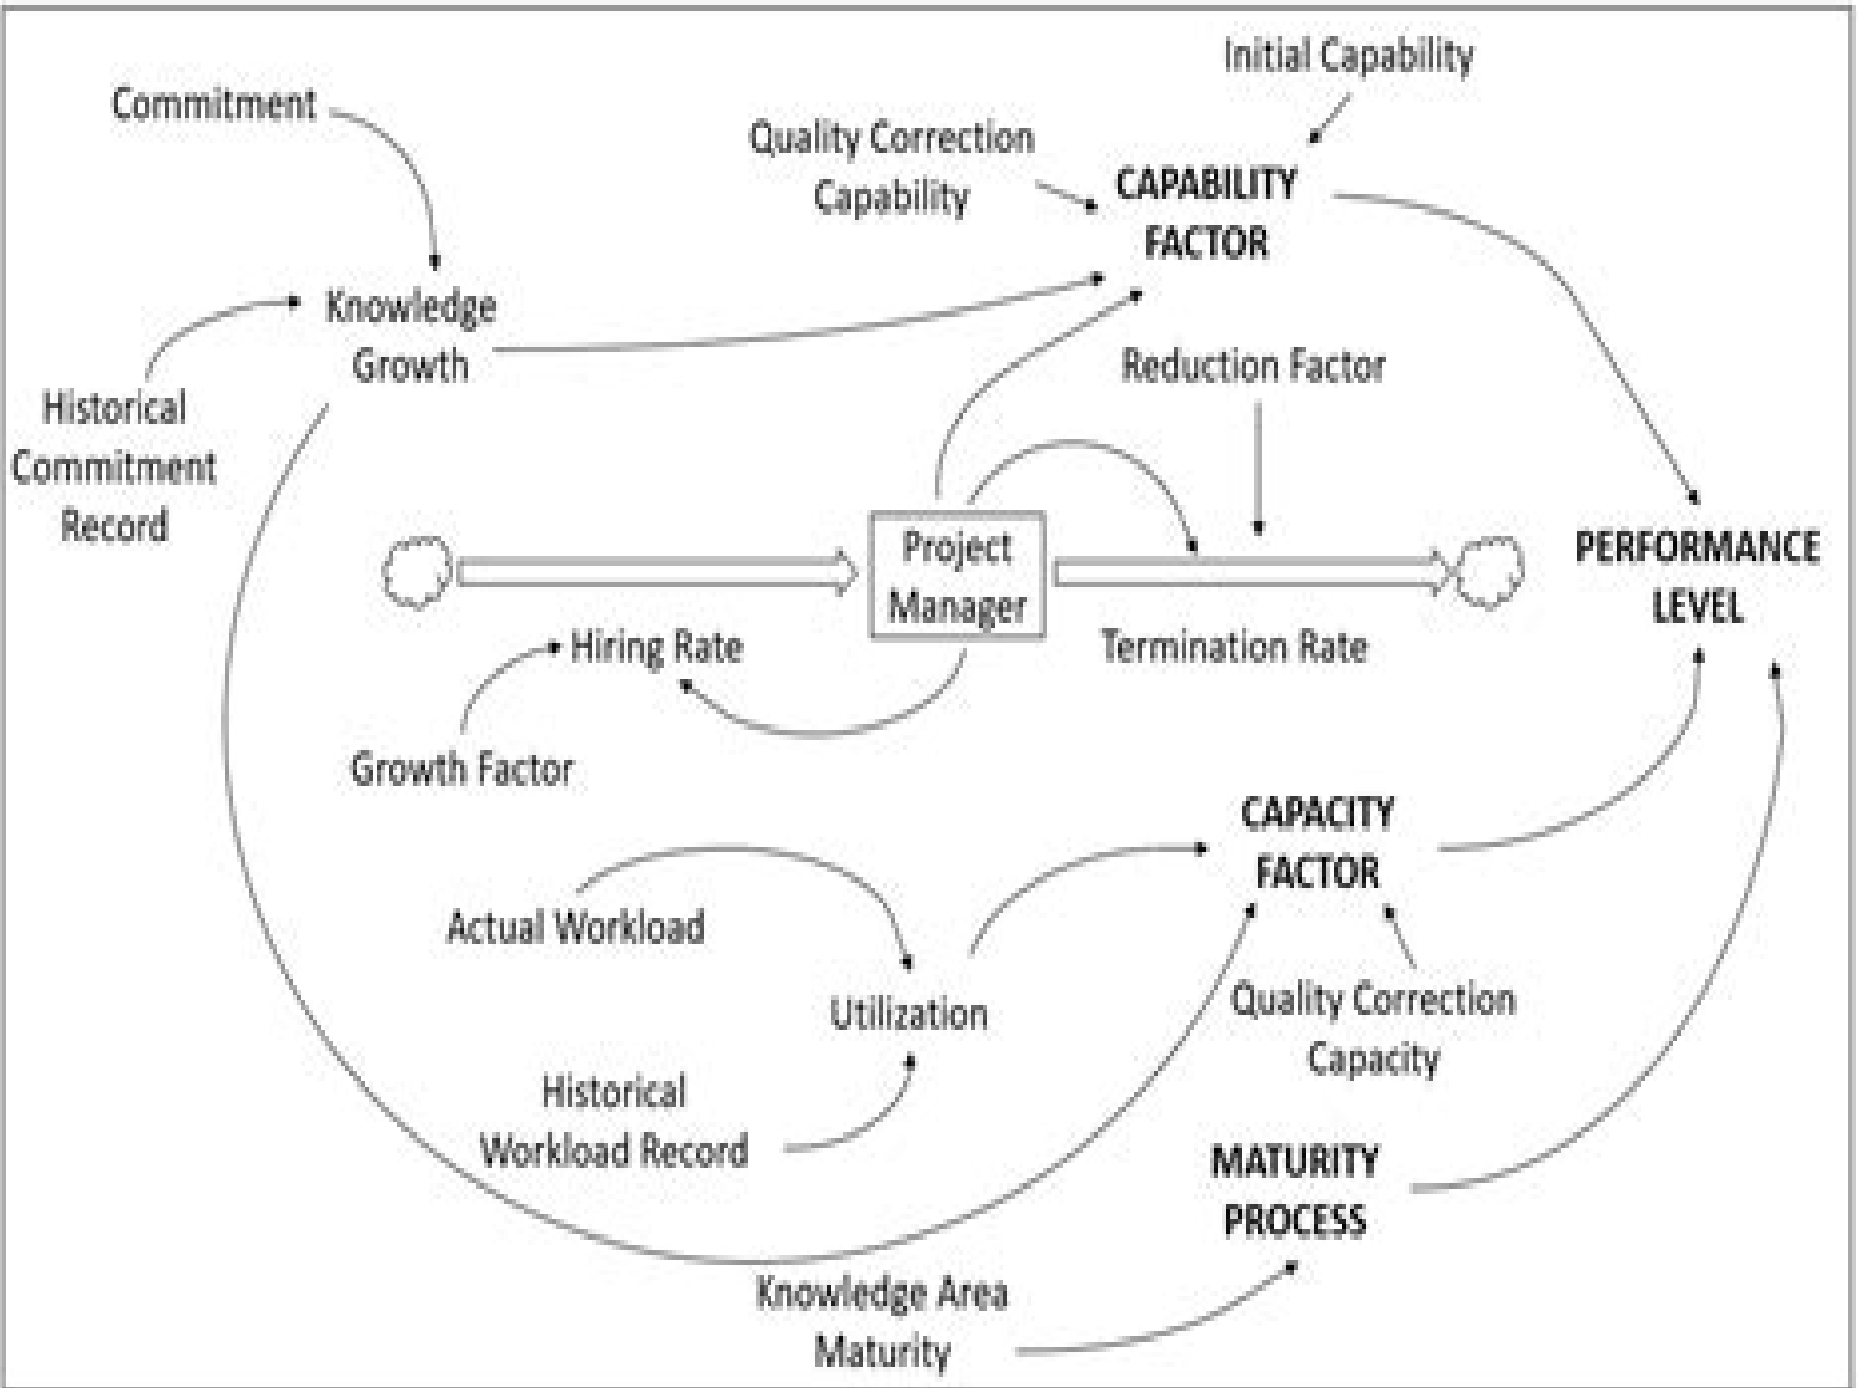 Initial Capability
Commitment
Quality Correction
Capability
CAPABILITY
FACTOR
Knowledge
Growth
Reduction Factor
Historical
Commitment
Record
Project
Manager
PERFORMANCE
LEVEL
Hiring Rate
Termination Rate
Growth Factor
CAPACITY
FACTOR
Actual Workload
Utilization
Quality Correction
Capacity
Historical
Workload Record
MATURITY
PROCESS
Knowledge Area
Maturity